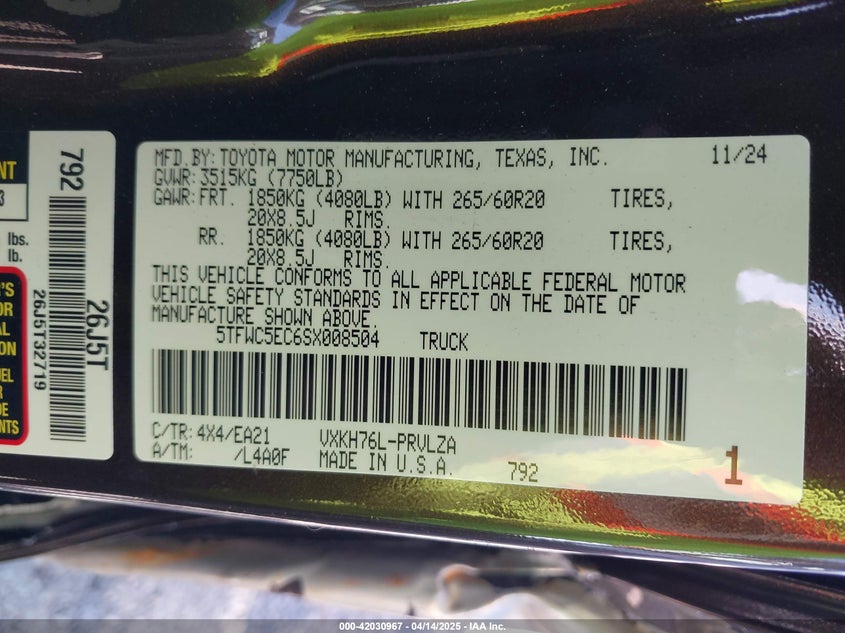 MFD.BY: TOYOTA MOTOR MANUFACTURING, TEXAS, INC. 11/24
GVWR: 3515KG (7750LB)
GAWR: FRT. 1850KG (4080LB) WITH 265/60R20 TIRES,
20X8.5J RIMS.
RR. 1850KG (4080LB) WITH 265/60R20 TIRES,
20X8.5J RIMS.
THIS VEHICLE CONFORMS TO ALL APPLICABLE FEDERAL MOTOR
VEHICLE SAFETY STANDARDS IN EFFECT ON THE DATE OF
MANUFACTURE SHOWN ABOVE.
5TFWC5EC6SX008504 TRUCK
C/TR: 4X4/EA21 VXKH76L-PRVLZA
A/TM: /L4A0F MADE IN U.S.A. 792
1
792
26J5T
26J5T32719
lbs.
lb.
000-42030967 - 04/14/2025 - IAA Inc.